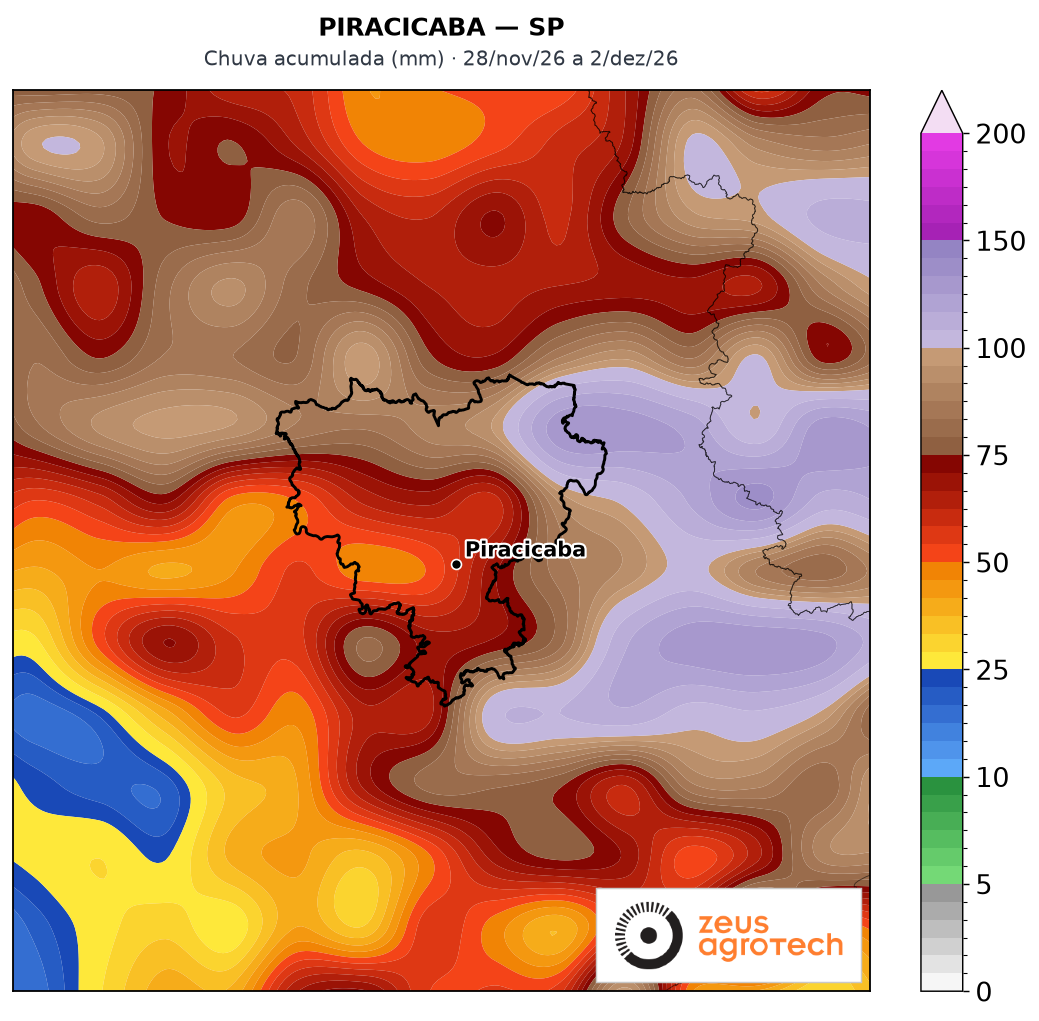 PIRACICABA — SP
Chuva acumulada (mm) · 28/nov/26 a 2/dez/26
200
150
100
75
50
25
10
5
0
Piracicaba
zeus
agrotech